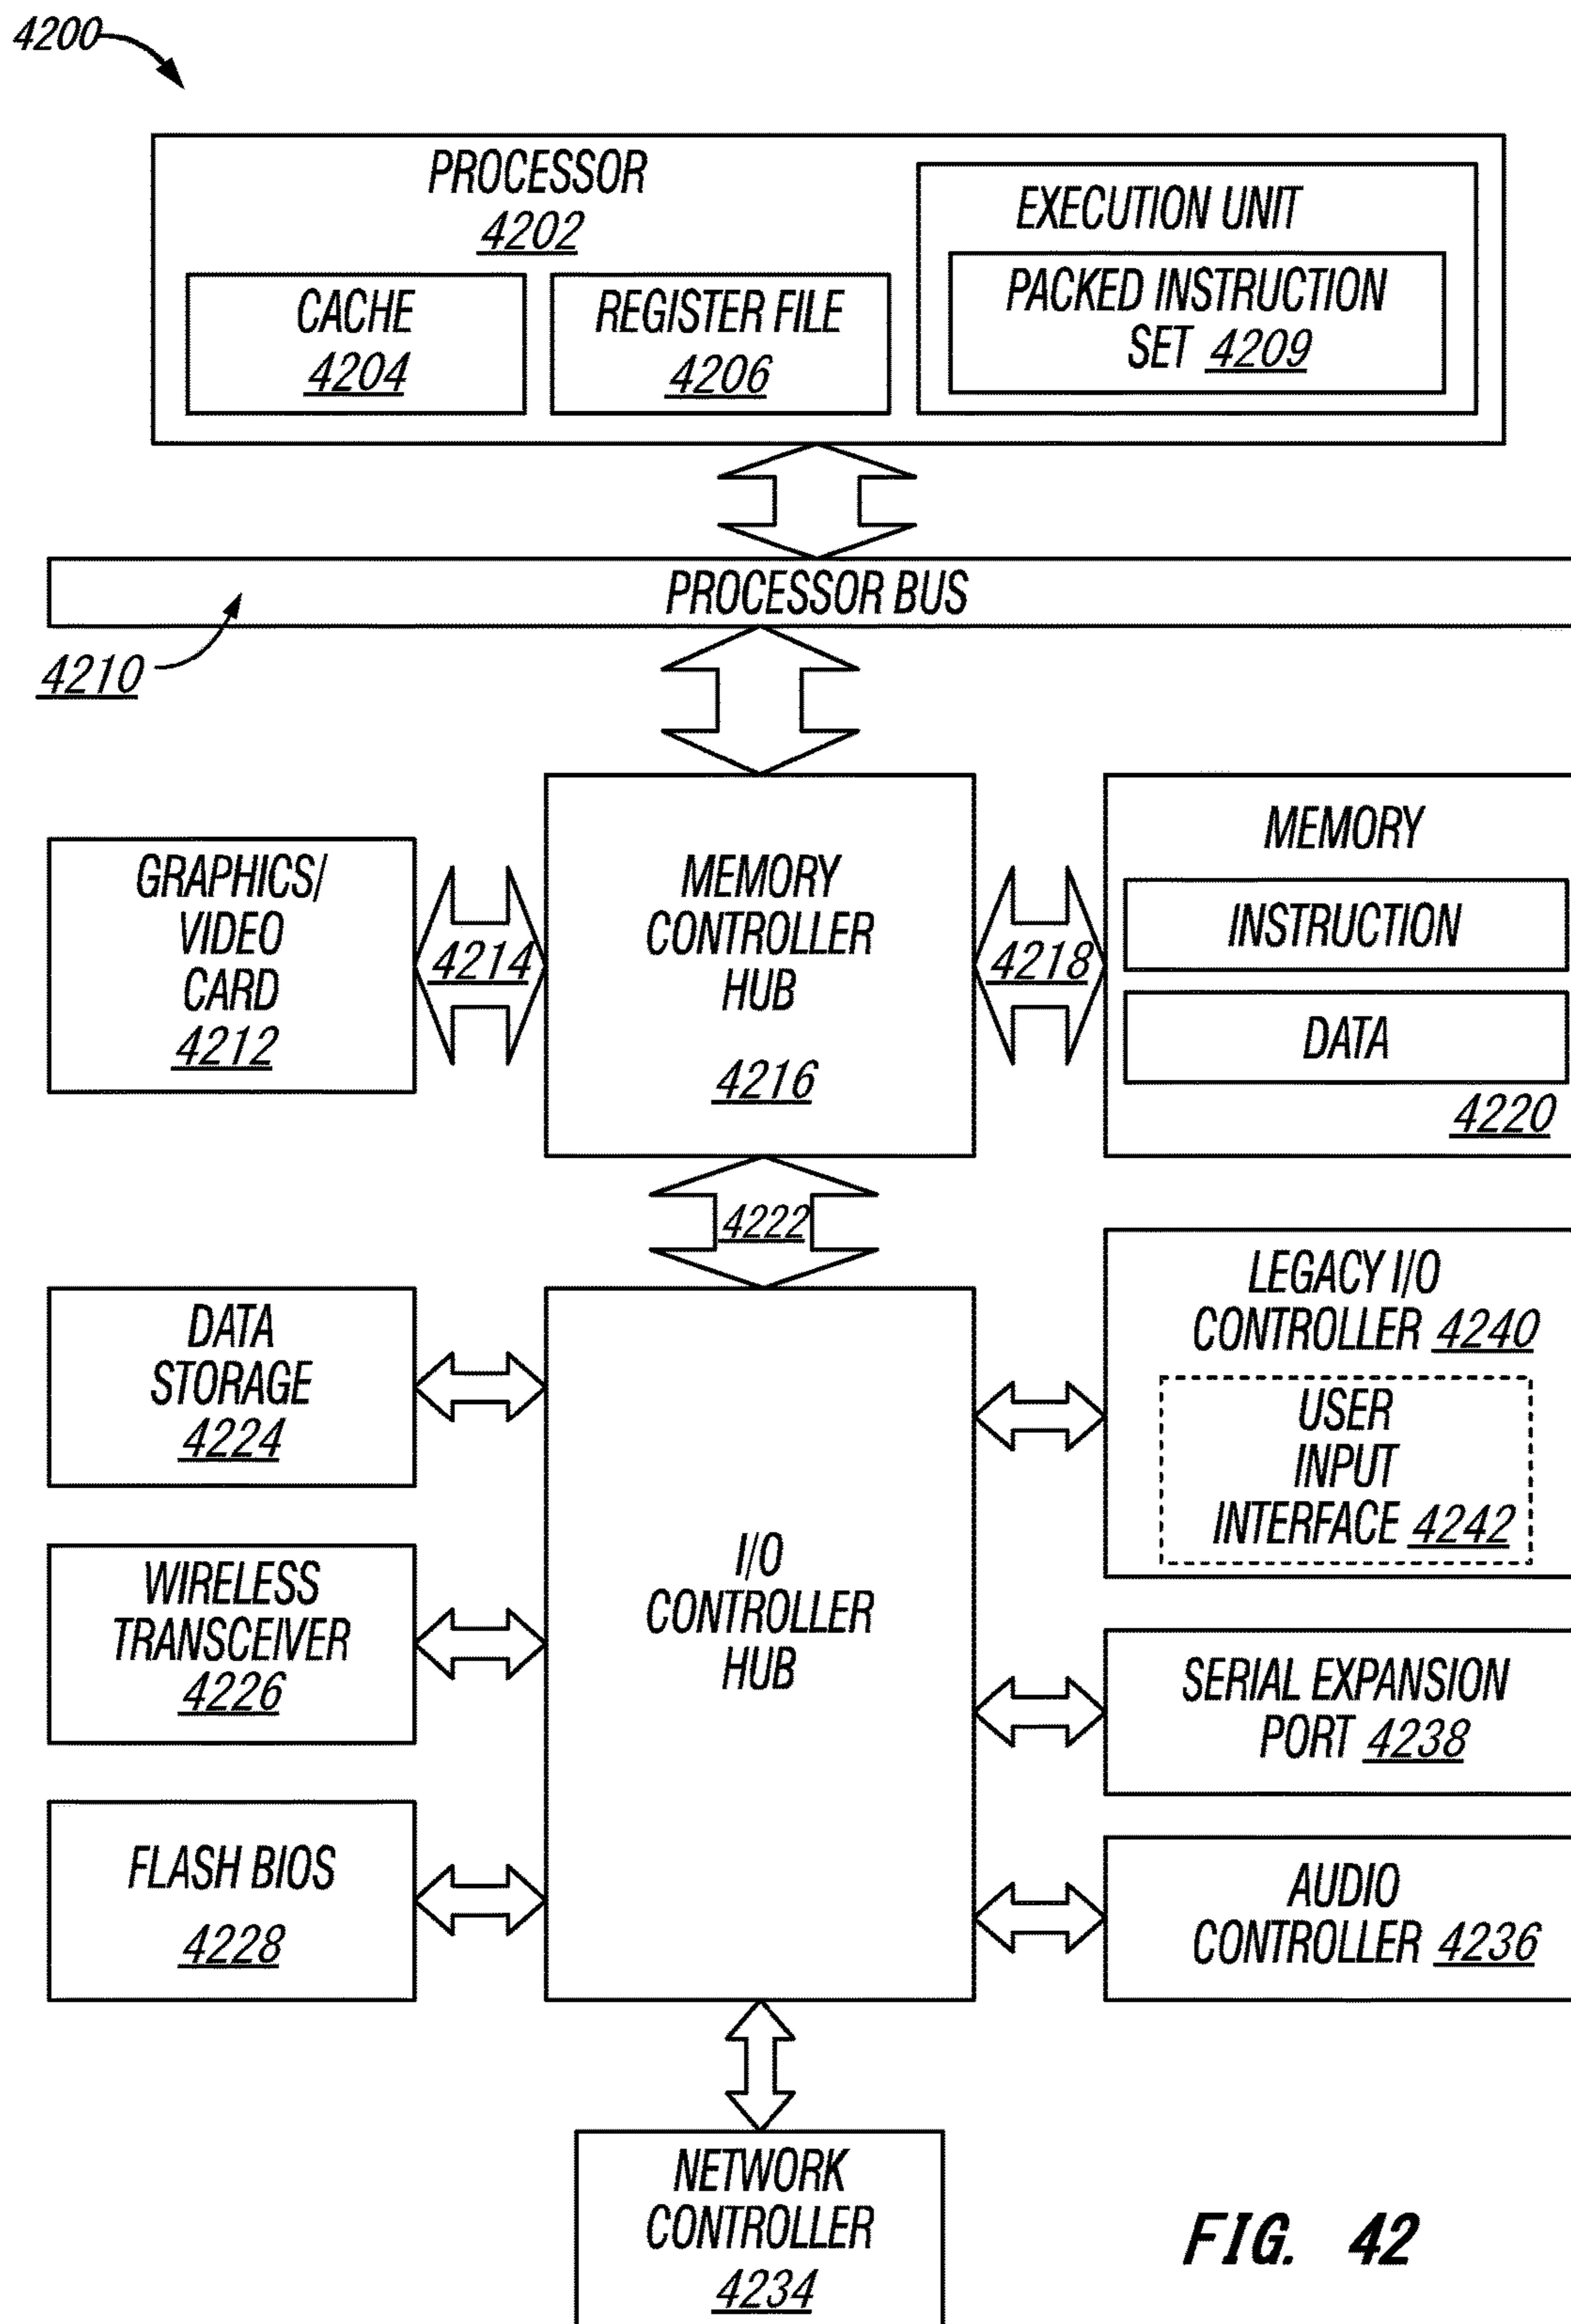 4200
PROCESSOR
4202
CACHE
4204
REGISTER FILE
4206
EXECUTION UNIT
PACKED INSTRUCTION
SET 4209
PROCESSOR BUS
4210
GRAPHICS/
VIDEO
CARD
4212
4214
MEMORY
CONTROLLER
HUB
4216
4218
MEMORY
INSTRUCTION
DATA
4220
4222
DATA
STORAGE
4224
WIRELESS
TRANSCEIVER
4226
FLASH BIOS
4228
I/O
CONTROLLER
HUB
LEGACY I/O
CONTROLLER 4240
USER
INPUT
INTERFACE 4242
SERIAL EXPANSION
PORT 4238
AUDIO
CONTROLLER 4236
NETWORK
CONTROLLER
4234
FIG. 42